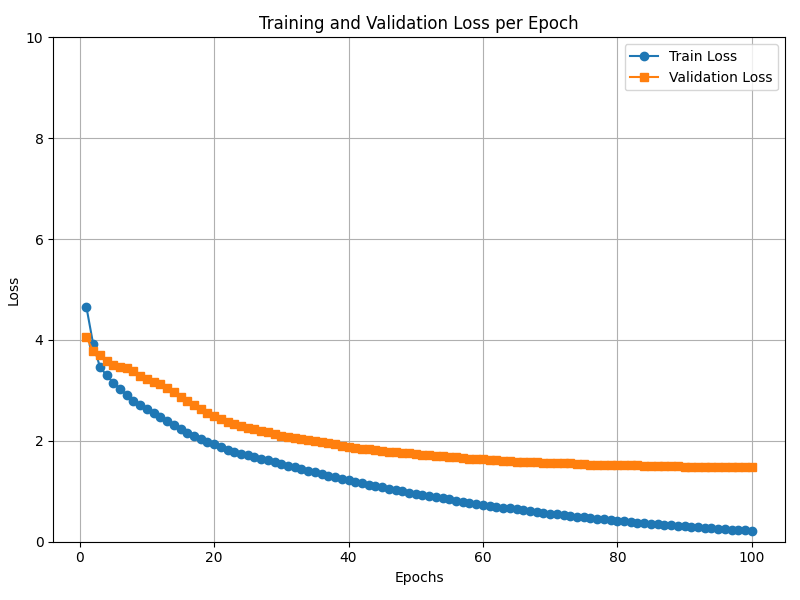 Training and Validation Loss per Epoch
Train Loss
Validation Loss
10
8
6
4
2
0
Loss
0 20 40 60 80 100
Epochs